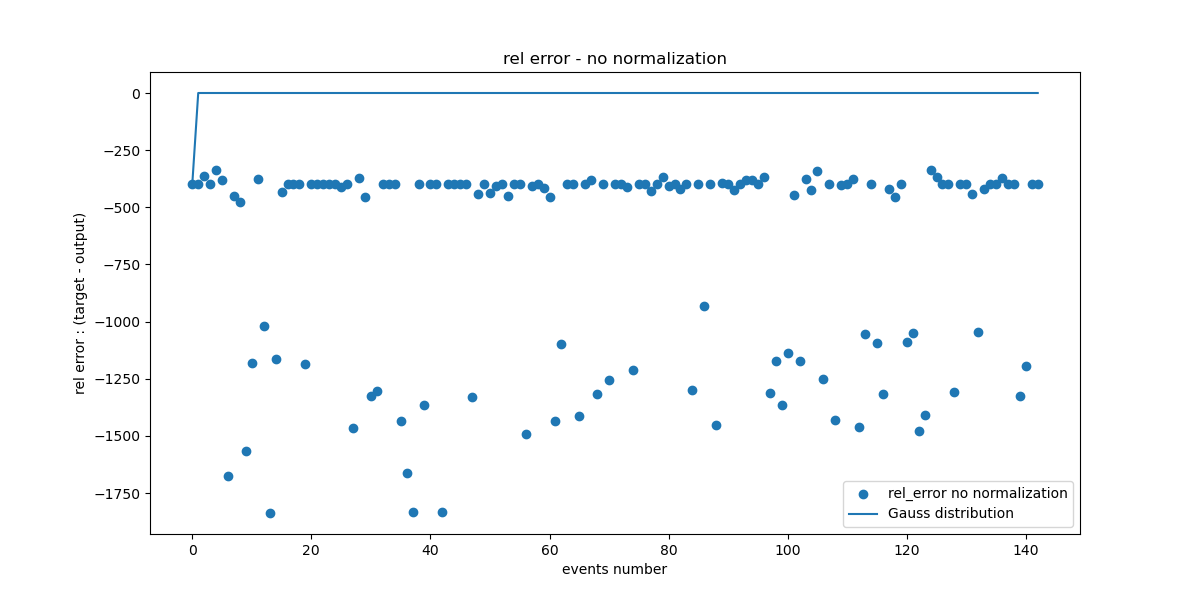 rel error - no normalization
rel error : (target - output)
0
−250
−500
−750
−1000
−1250
−1500
−1750
rel_error no normalization
Gauss distribution
0 20 40 60 80 100 120 140
events number